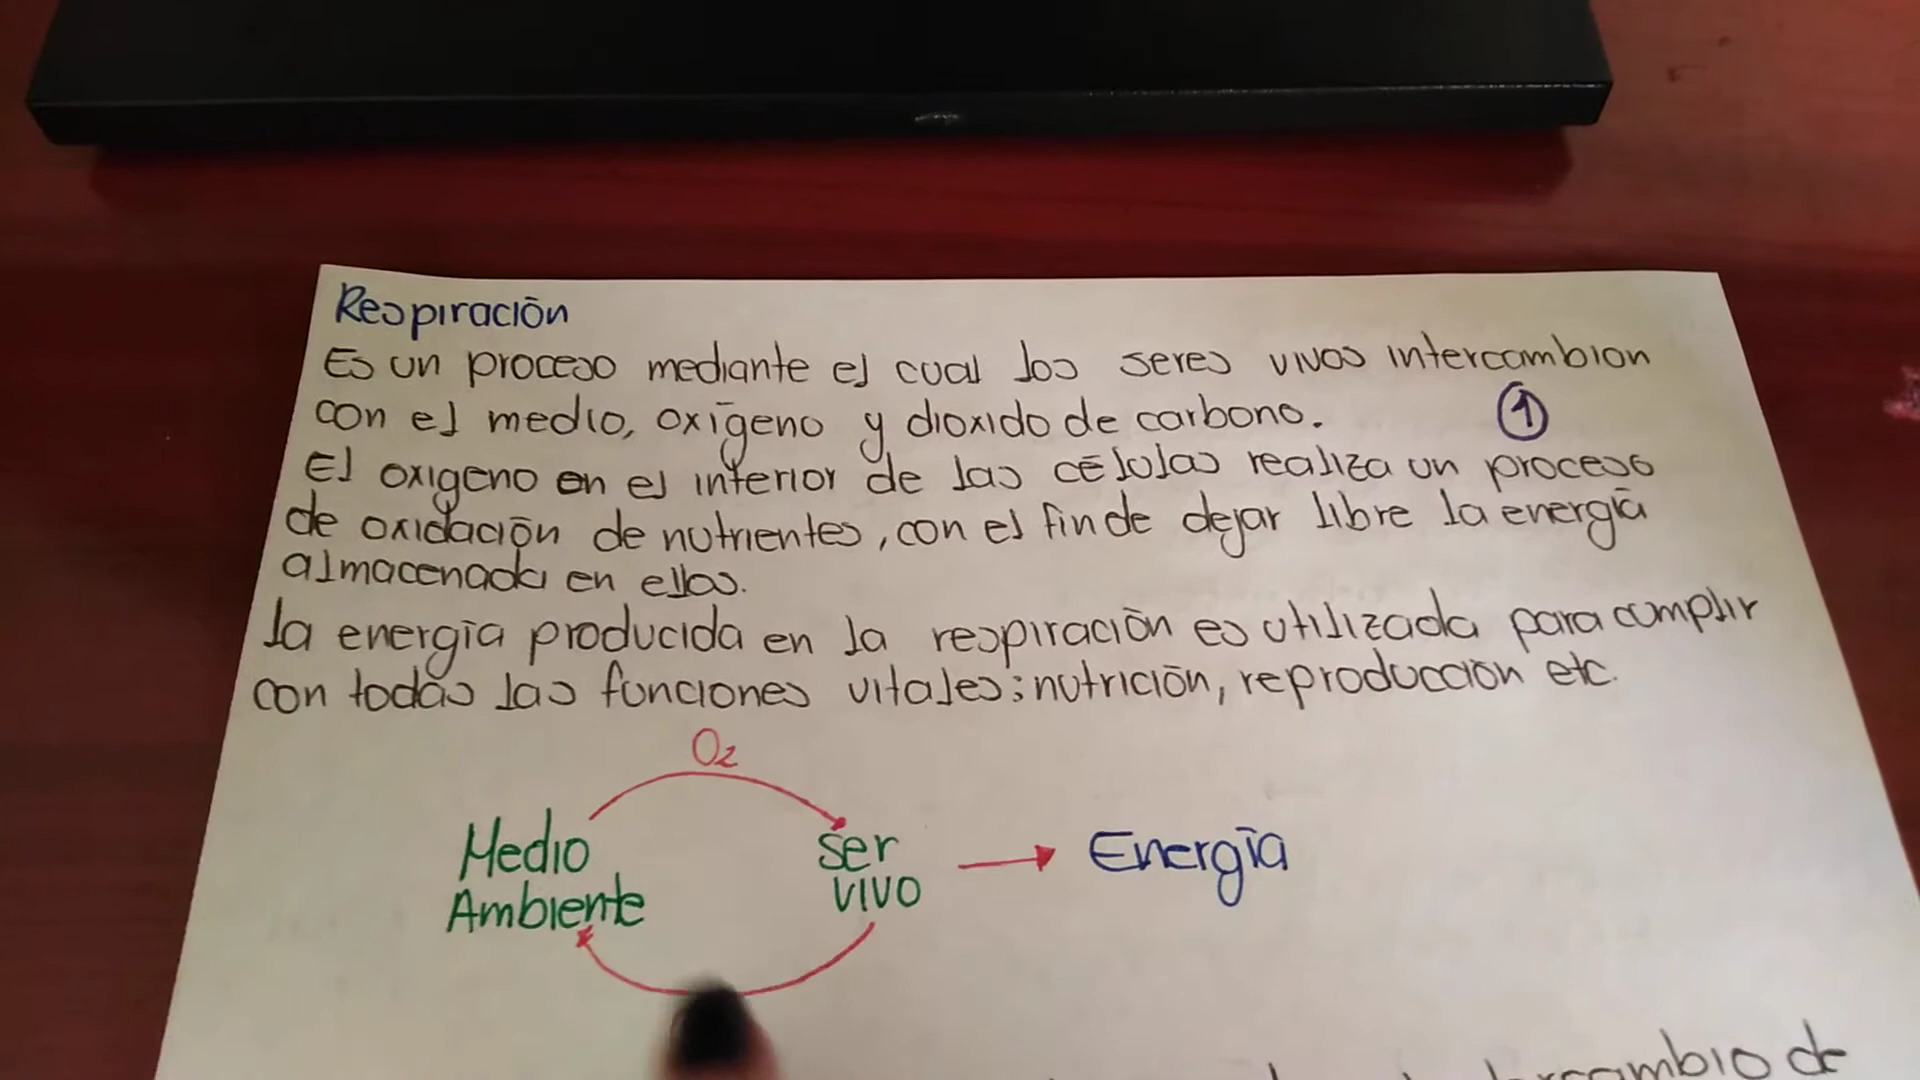 Respiración
Es un proceso mediante el cual los seres vivos intercambion
con el medio, oxígeno y dioxido de carbono.
1
El oxigeno en el interior de las células realiza un proceso
de oxidación de nutrientes, con el fin de dejar libre la energía
almacenada en ellos.
la energía producida en la respiración es utilizada para cumplir
con todas las funciones vitales; nutrición, reproducción etc.
O2
Medio
Ambiente
ser
vivo
Energía
de